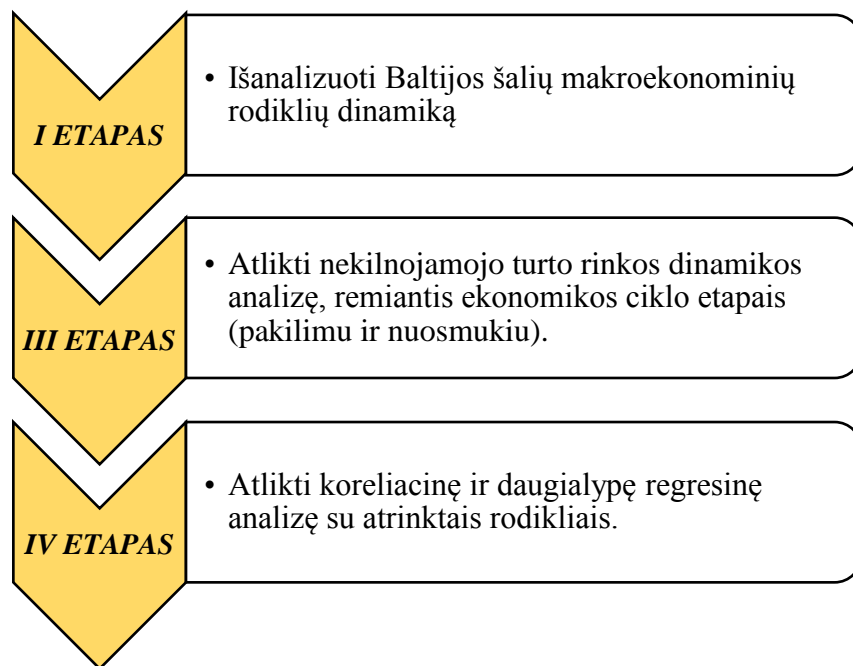 I ETAPAS
• Išanalizuoti Baltijos šalių makroekonominių
rodiklių dinamiką
III ETAPAS
• Atlikti nekilnojamojo turto rinkos dinamikos
analizę, remiantis ekonomikos ciklo etapais
(pakilimu ir nuosmukiu).
IV ETAPAS
• Atlikti koreliacinę ir daugialypę regresinę
analizę su atrinktais rodikliais.